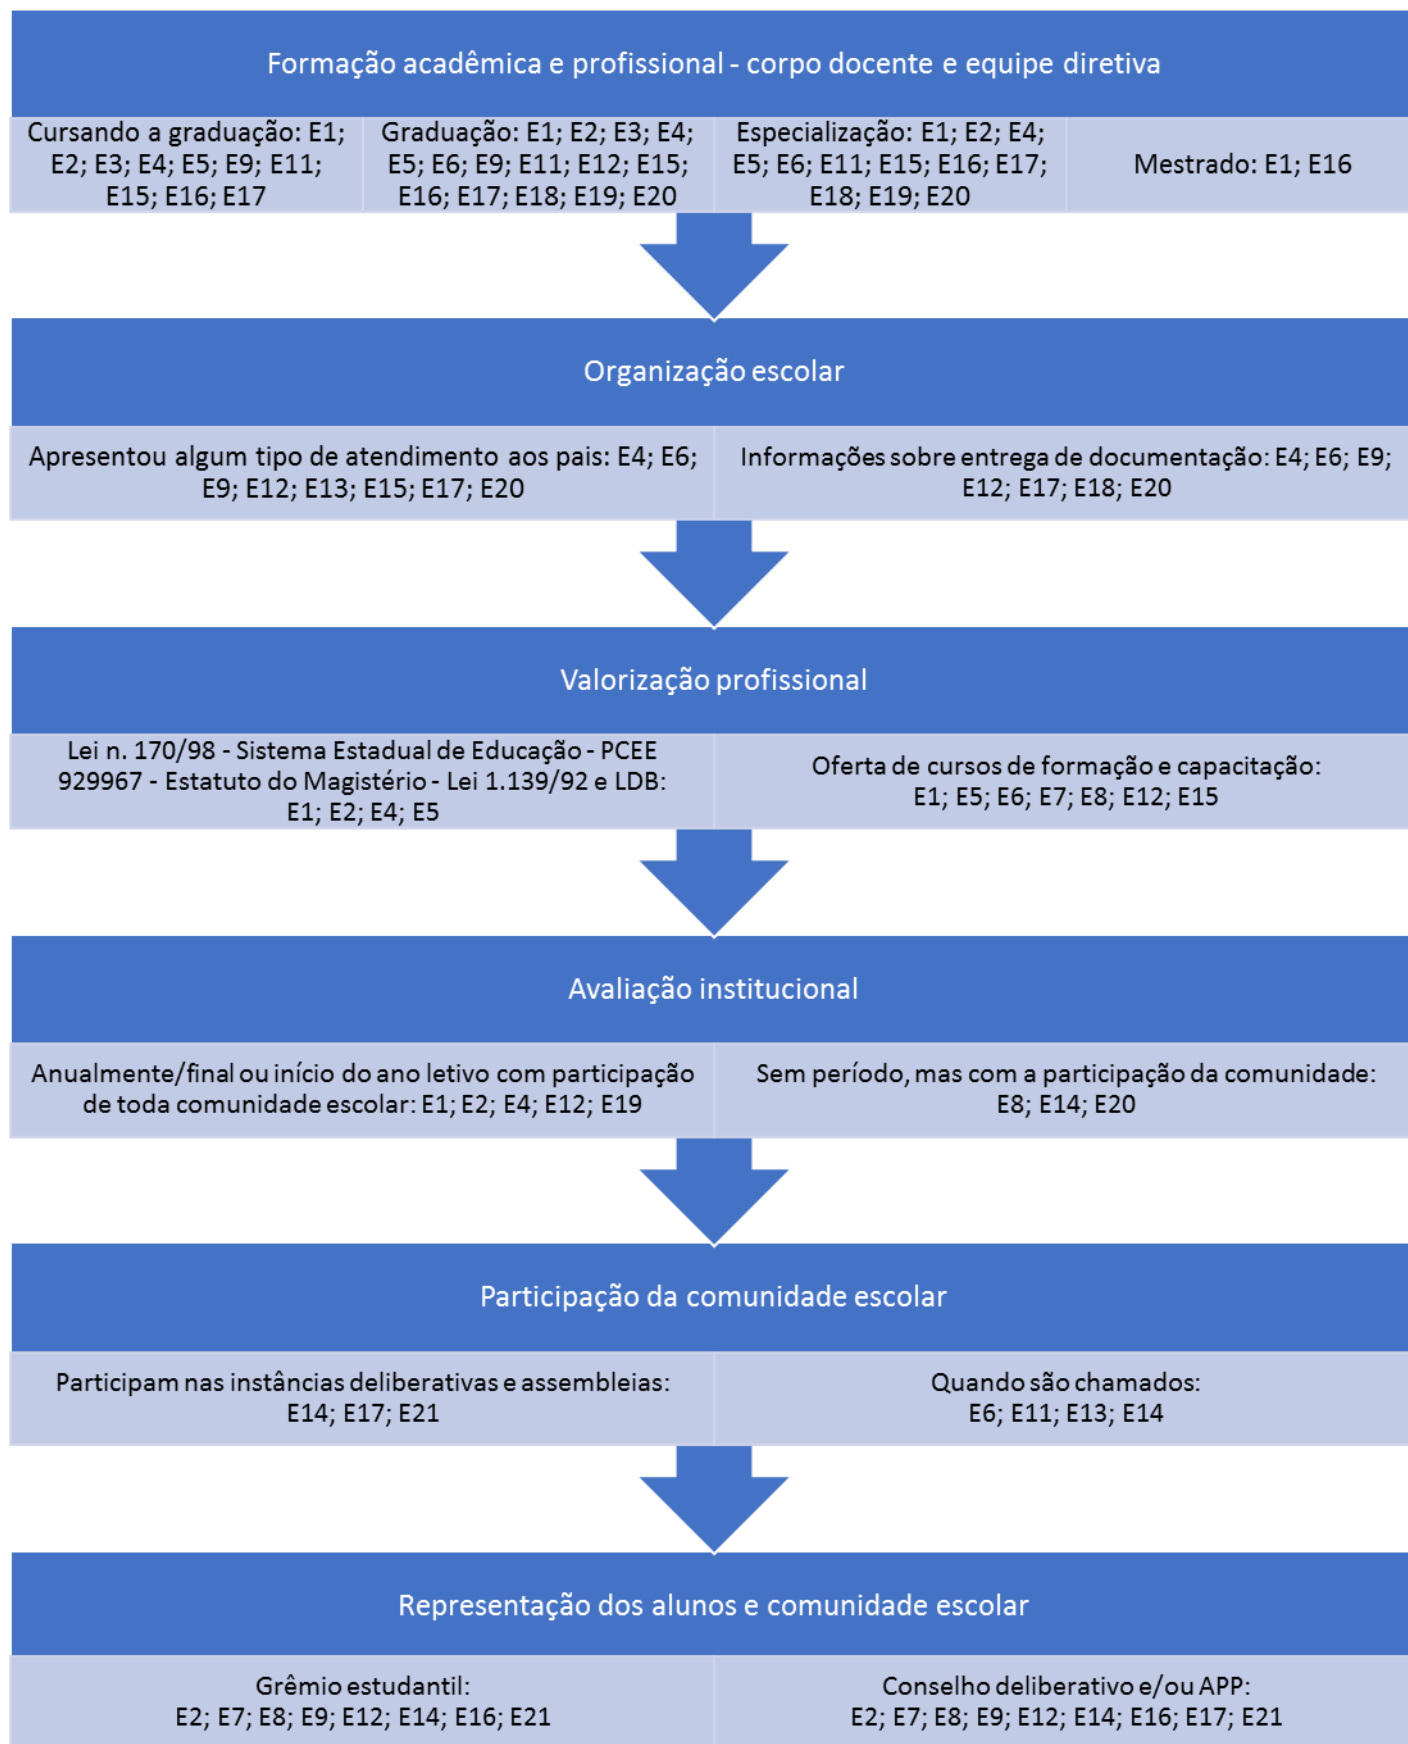 Formação acadêmica e profissional - corpo docente e equipe diretiva
Cursando a graduação: E1;
E2; E3; E4; E5; E9; E11;
E15; E16; E17
Graduação: E1; E2; E3; E4;
E5; E6; E9; E11; E12; E15;
E16; E17; E18; E19; E20
Especialização: E1; E2; E4;
E5; E6; E11; E15; E16; E17;
E18; E19; E20
Mestrado: E1; E16
Organização escolar
Apresentou algum tipo de atendimento aos pais: E4; E6;
E9; E12; E13; E15; E17; E20
Informações sobre entrega de documentação: E4; E6; E9;
E12; E17; E18; E20
Valorização profissional
Lei n. 170/98 - Sistema Estadual de Educação - PCEE
929967 - Estatuto do Magistério - Lei 1.139/92 e LDB:
E1; E2; E4; E5
Oferta de cursos de formação e capacitação:
E1; E5; E6; E7; E8; E12; E15
Avaliação institucional
Anualmente/final ou início do ano letivo com participação
de toda comunidade escolar: E1; E2; E4; E12; E19
Sem período, mas com a participação da comunidade:
E8; E14; E20
Participação da comunidade escolar
Participam nas instâncias deliberativas e assembleias:
E14; E17; E21
Quando são chamados:
E6; E11; E13; E14
Representação dos alunos e comunidade escolar
Grêmio estudantil:
E2; E7; E8; E9; E12; E14; E16; E21
Conselho deliberativo e/ou APP:
E2; E7; E8; E9; E12; E14; E16; E17; E21